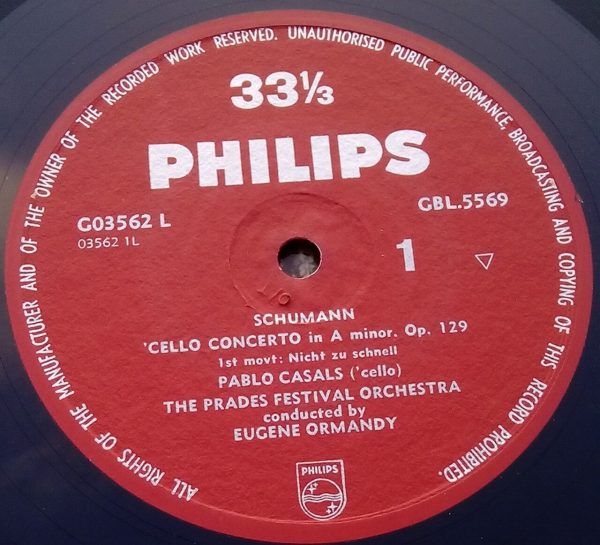 ALL RIGHTS OF THE MANUFACTURER AND OF THE OWNER OF THE RECORDED WORK RESERVED. UNAUTHORISED PUBLIC PERFORMANCE, BROADCASTING AND COPYING OF THIS RECORD PROHIBITED.
33⅓
PHILIPS
G03562 L
GBL.5569
03562 1L
1
SCHUMANN
'CELLO CONCERTO in A minor. Op. 129
1st movt: Nicht zu schnell
PABLO CASALS ('cello)
THE PRADES FESTIVAL ORCHESTRA
conducted by
EUGENE ORMANDY
PHILIPS